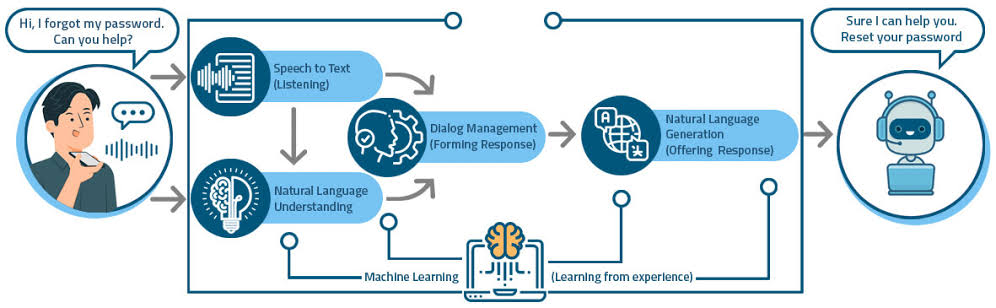 Hi, I forgot my password.
Can you help?
Speech to Text
(Listening)
Natural Language
Understanding
Dialog Management
(Forming Response)
Natural Language
Generation
(Offering Response)
Sure I can help you.
Reset your password
Machine Learning (Learning from experience)
A